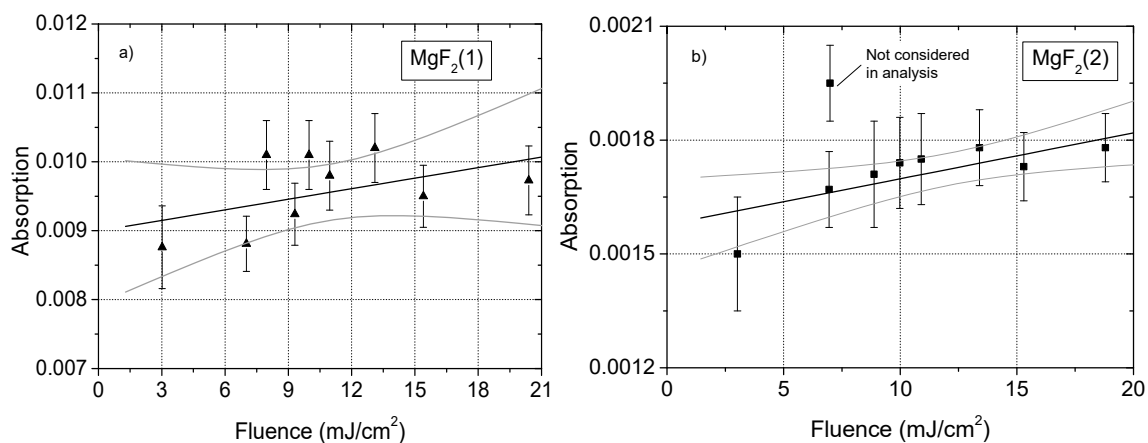 a)
MgF₂(1)
0.012
0.011
0.010
0.009
0.008
0.007
Absorption
0
3
6
9
12
15
18
21
Fluence (mJ/cm²)
b)
Not considered
in analysis
MgF₂(2)
0.0018
0.0015
0.0012
Absorption
0
5
10
15
20
Fluence (mJ/cm²)